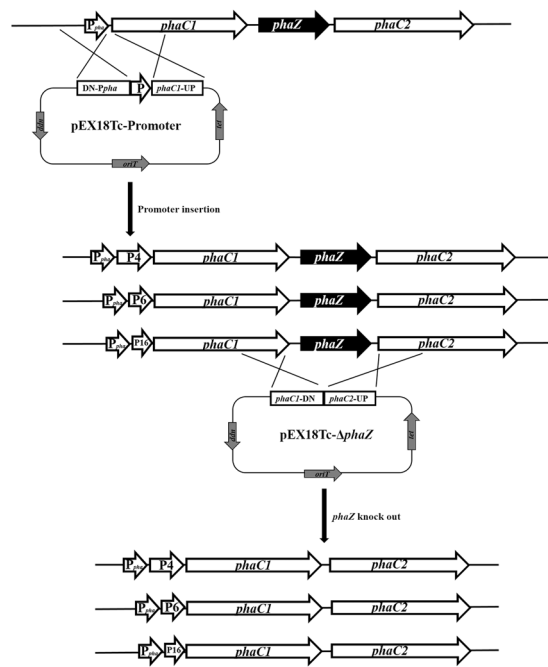 Ppha phaC1 phaZ phaC2
DN-Ppha P phaC1-UP
ddn pEX18Tc-Promoter tet
oriT
Promoter insertion
Ppha P4 phaC1 phaZ phaC2
Ppha P6 phaC1 phaZ phaC2
Ppha P16 phaC1 phaZ phaC2
phaC1-DN phaC2-UP
ddn pEX18Tc-ΔphaZ tet
oriT
phaZ knock out
Ppha P4 phaC1 phaC2
Ppha P6 phaC1 phaC2
Ppha P16 phaC1 phaC2